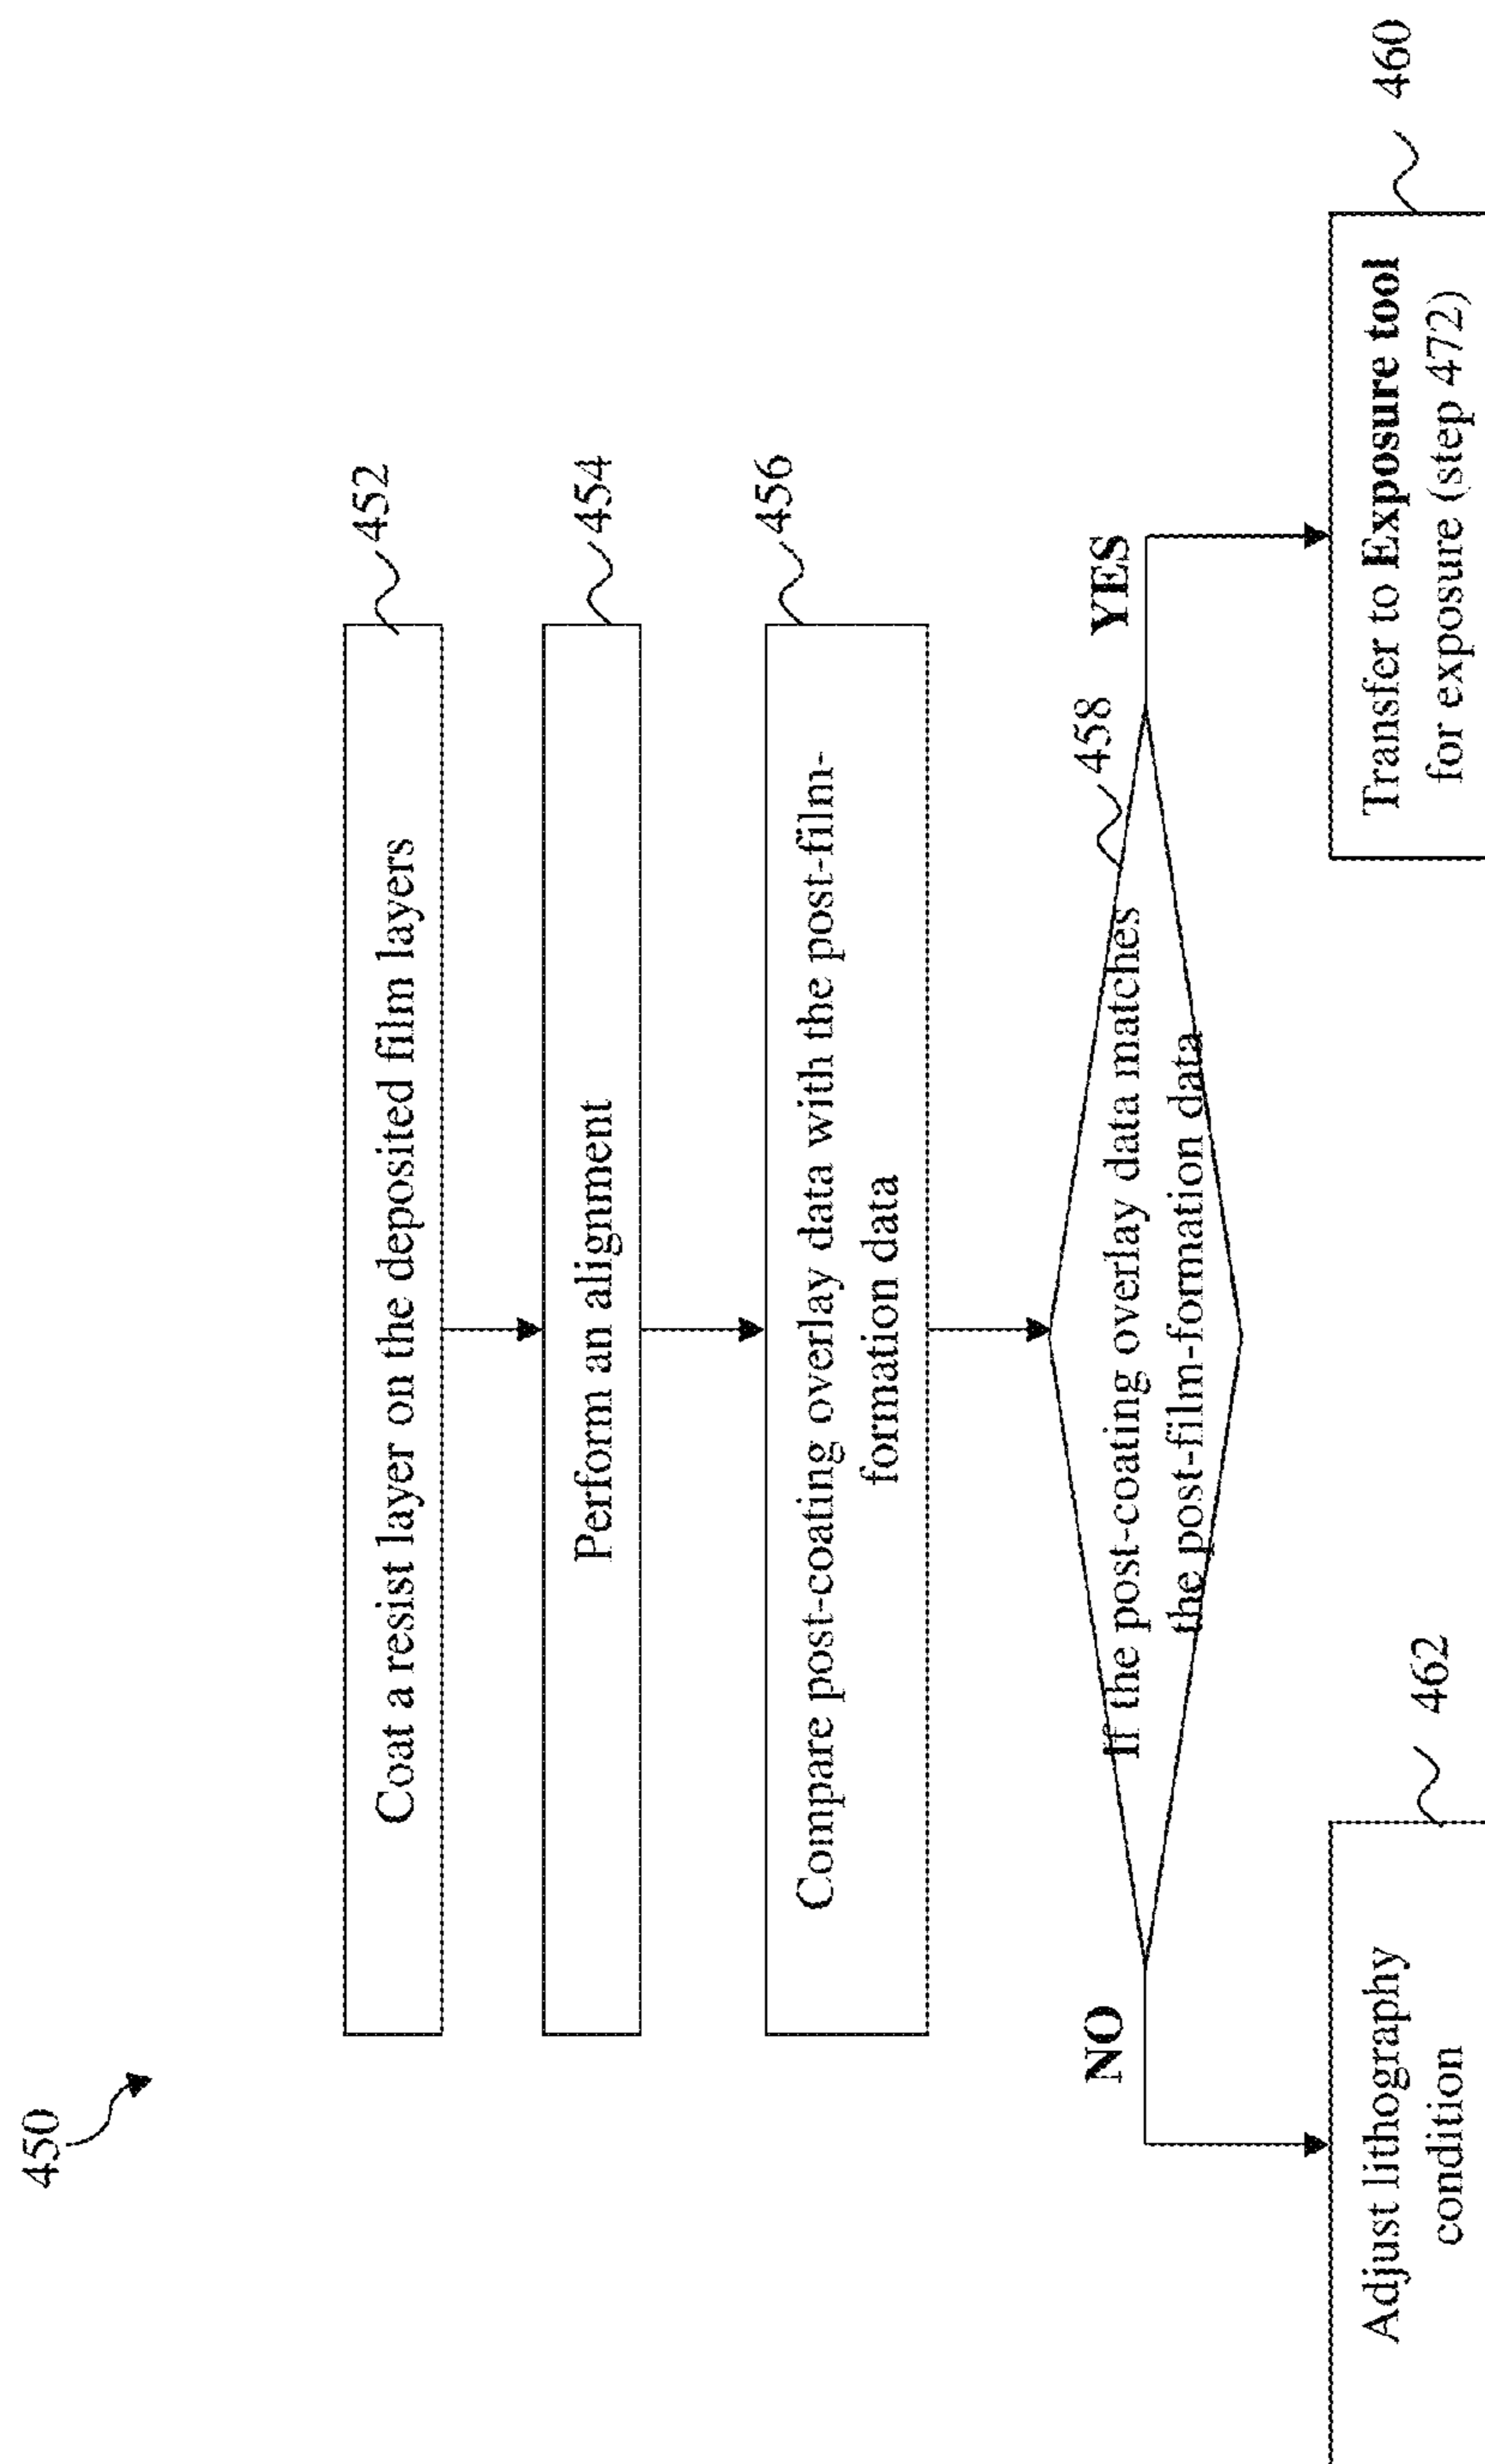 450
452
Coat a resist layer on the deposited film layers
454
Perform an alignment
456
Compare post-coating overlay data with the post-film-
formation data
458
If the post-coating overlay data matches
the post-film-formation data
NO
YES
462
Adjust lithography
condition
460
Transfer to Exposure tool
for exposure (step 472)